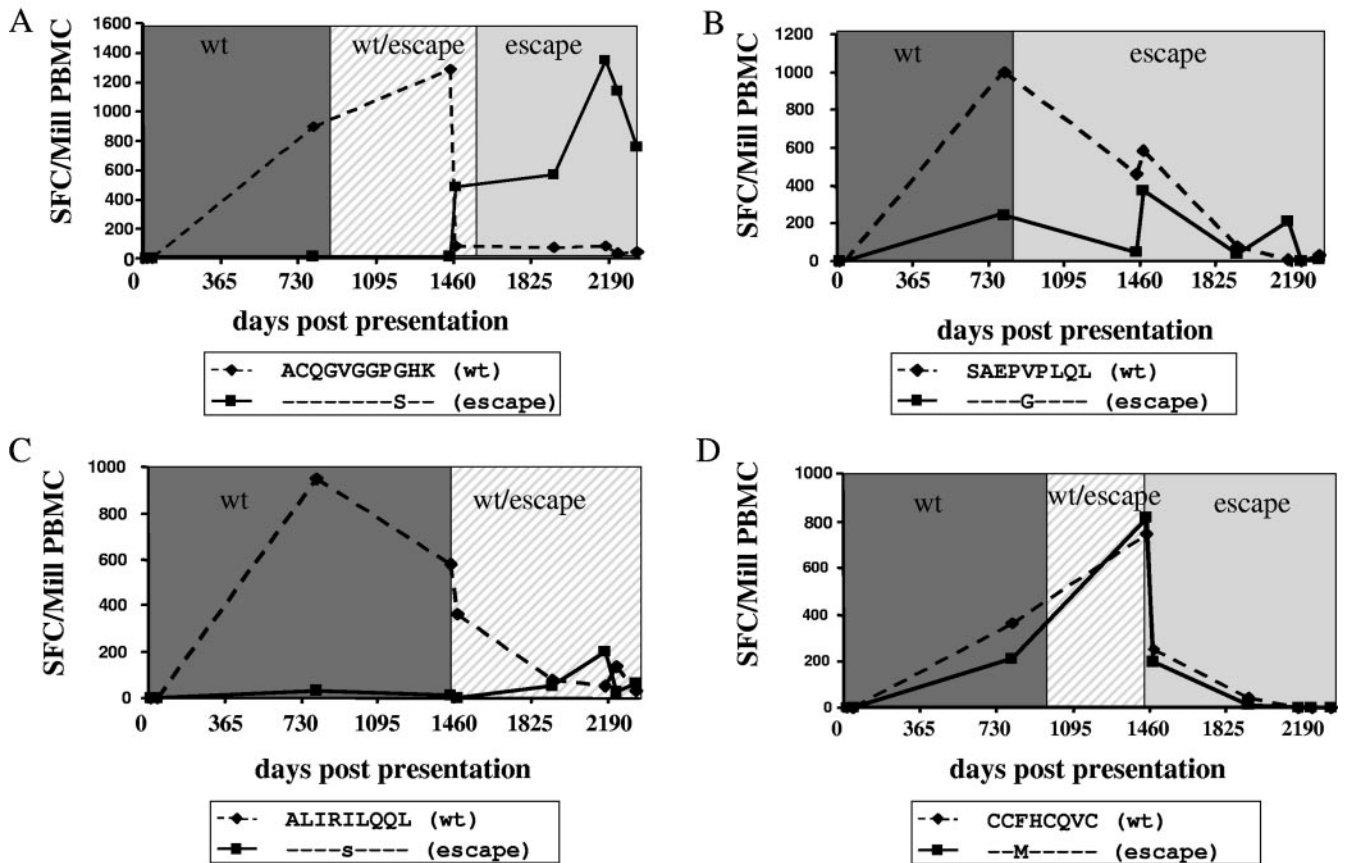 A
SFC/Mill PBMC
1600
1400
1200
1000
800
600
400
200
0
wt
wt/escape
escape
0 365 730 1095 1460 1825 2190
days post presentation
ACQGVGGPGHK (wt)
--------S-- (escape)
B
SFC/Mill PBMC
1200
1000
800
600
400
200
0
wt
escape
0 365 730 1095 1460 1825 2190
days post presentation
SAEPVPLQL (wt)
----G----- (escape)
C
SFC/Mill PBMC
1000
800
600
400
200
0
wt
wt/escape
0 365 730 1095 1460 1825 2190
days post presentation
ALIRILQQL (wt)
----s---- (escape)
D
SFC/Mill PBMC
1000
800
600
400
200
0
wt
wt/escape
escape
0 365 730 1095 1460 1825 2190
days post presentation
CCFHCQVC (wt)
--M------ (escape)